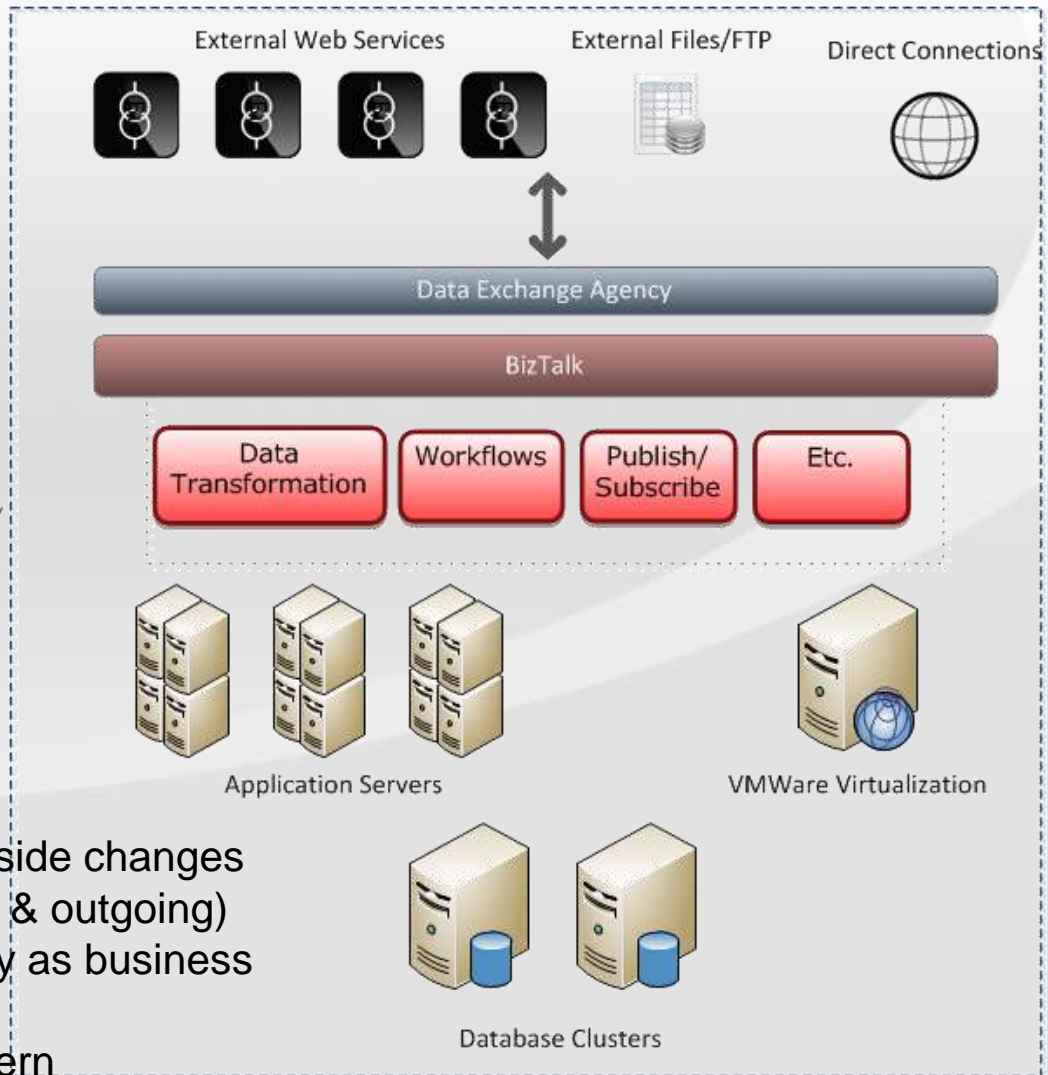 External Web Services
External Files/FTP
Direct Connections
Data Exchange Agency
BizTalk
Data
Transformation
Workflows
Publish/
Subscribe
Etc.
Application Servers
VMWare Virtualization
side changes
& outgoing)
y as business
Database Clusters
ern